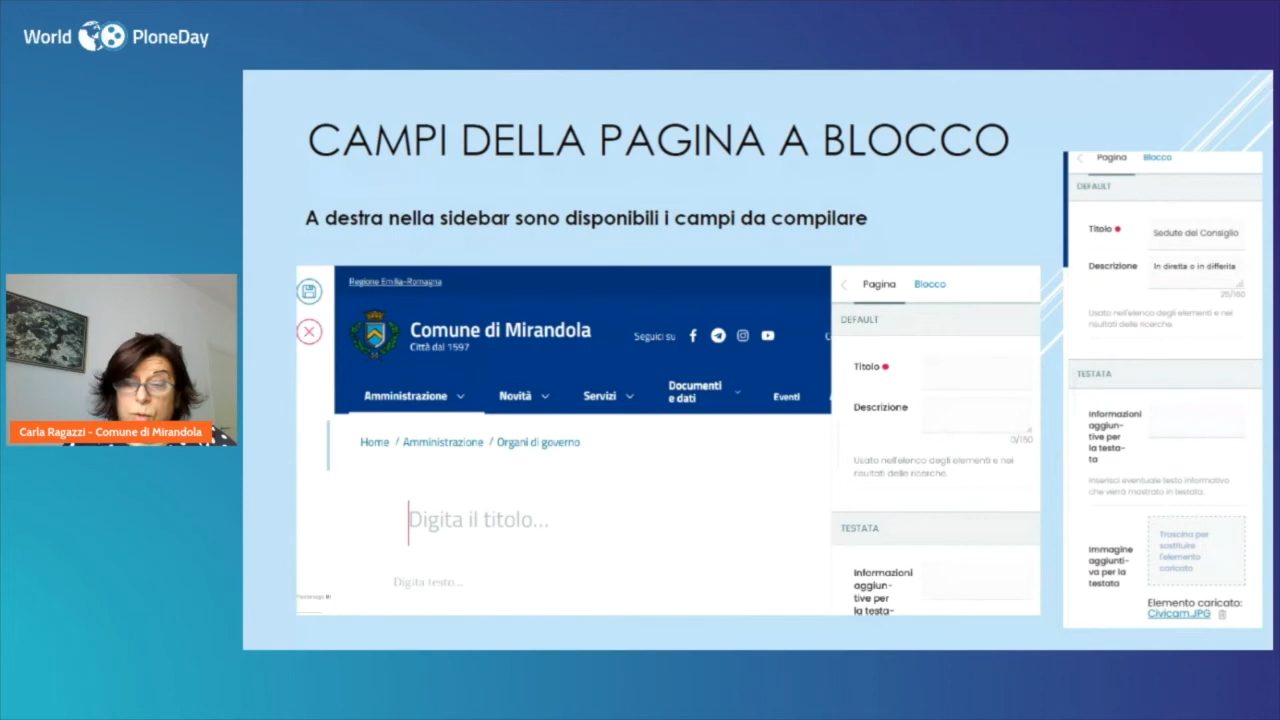 World PloneDay
CAMPI DELLA PAGINA A BLOCCO
A destra nella sidebar sono disponibili i campi da compilare
Regione Emilia-Romagna
Comune di Mirandola
Città dal 1597
Seguici su
Amministrazione
Novità
Servizi
Documenti
e dati
Eventi
Home / Amministrazione / Organi di governo
Digita il titolo...
Digita testo...
Pagina Blocco
DEFAULT
Titolo
Descrizione
0/160
Usato nell'elenco degli elementi e nei
risultati delle ricerche.
TESTATA
Informazioni
aggiun-
tive per
la testa-
Pagina Blocco
DEFAULT
Titolo
Sedute del Consiglio
Descrizione
In diretta o in differita
25/160
Usato nell'elenco degli elementi e nei
risultati delle ricerche.
TESTATA
Informazioni
aggiun-
tive per
la testa-
ta
Inserisci eventuale testo informativo
che verrà mostrato in testata.
Immagine
aggiunti-
va per la
testata
Trascina per
sostituire
l'elemento
caricato
Elemento caricato:
Civicam.JPG
Carla Ragazzi - Comune di Mirandola